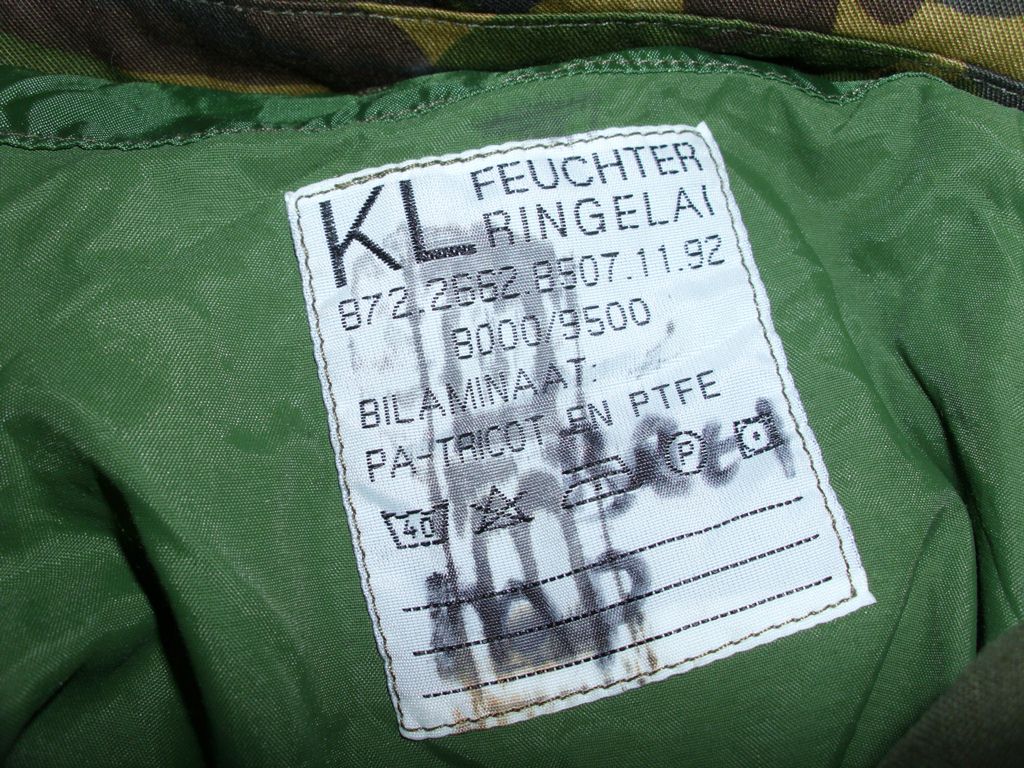 KL FEUCHTER
RINGELAI
872.2662.8507.11.92
8000/9500
BILAMINAAT:
PA-TRICOT EN PTFE
40 P